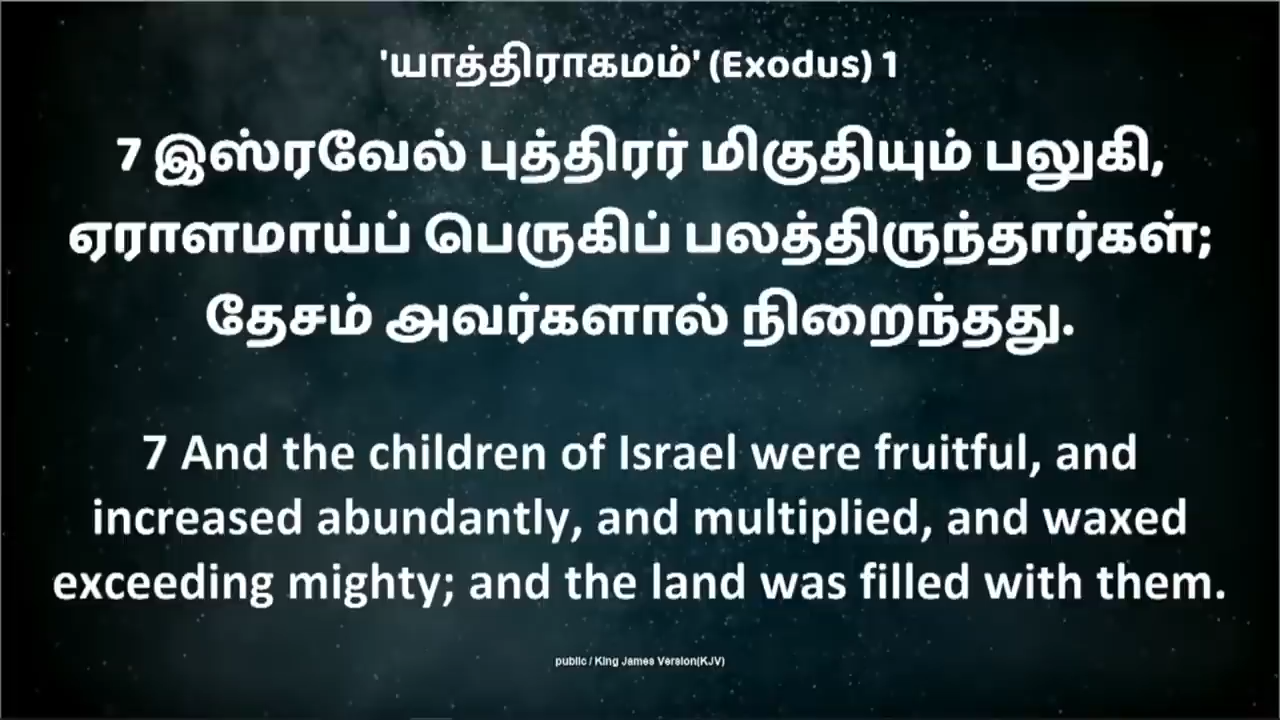 'யாத்திராகமம்' (Exodus) 1
7 இஸ்ரவேல் புத்திரர் மிகுதியும் பலுகி,
ஏராளமாய்ப் பெருகிப் பலத்திருந்தார்கள்;
தேசம் அவர்களால் நிறைந்தது.
7 And the children of Israel were fruitful, and
increased abundantly, and multiplied, and waxed
exceeding mighty; and the land was filled with them.
public / King James Version(KJV)